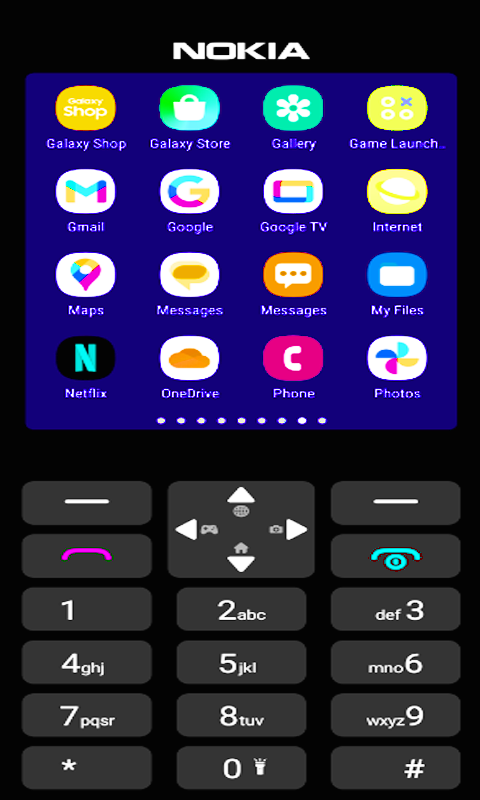 NOKIA
Galaxy Shop
Galaxy Shop Galaxy Store Gallery Game Launch..
Gmail Google Google TV Internet
Maps Messages Messages My Files
N
Netflix OneDrive Phone Photos
1 2abc def 3
4ghj 5jkl mno6
7pqsr 8tuv wxyz9
* 0 #